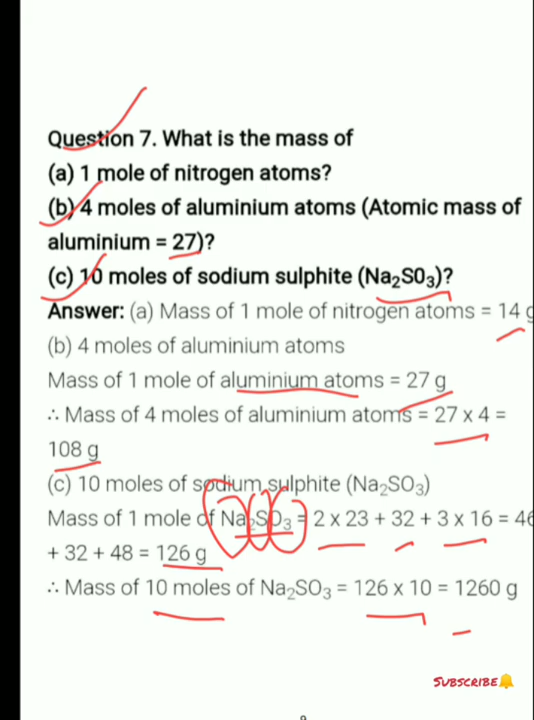 Question 7. What is the mass of
(a) 1 mole of nitrogen atoms?
(b) 4 moles of aluminium atoms (Atomic mass of
aluminium = 27)?
(c) 10 moles of sodium sulphite (Na₂S0₃)?
Answer: (a) Mass of 1 mole of nitrogen atoms = 14 g
(b) 4 moles of aluminium atoms
Mass of 1 mole of aluminium atoms = 27 g
∴ Mass of 4 moles of aluminium atoms = 27 x 4 =
108 g
(c) 10 moles of sodium sulphite (Na₂SO₃)
Mass of 1 mole of Na₂SO₃ = 2 x 23 + 32 + 3 x 16 = 46
+ 32 + 48 = 126 g
∴ Mass of 10 moles of Na₂SO₃ = 126 x 10 = 1260 g
SUBSCRIBE